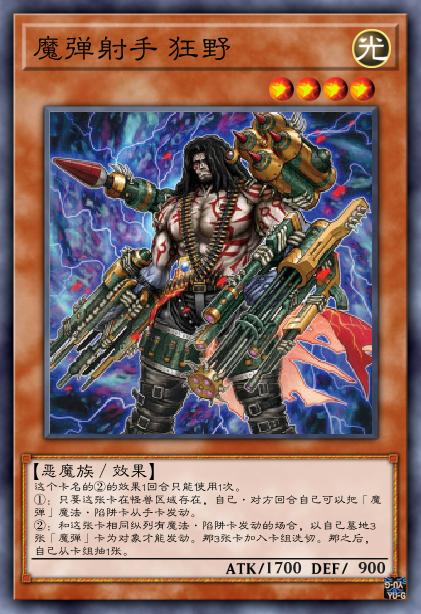 魔弹射手 狂野
光
【恶魔族／效果】
这个卡名的②的效果1回合只能使用1次。
①：只要这张卡在怪兽区域存在，自己·对方回合自己可以把「魔
弹」魔法·陷阱卡从手卡发动。
②：和这张卡相同纵列有魔法·陷阱卡发动的场合，以自己墓地3
张「魔弹」卡为对象才能发动。那3张卡加入卡组洗切。那之后，
自己从卡组抽1张。
ATK/1700 DEF/ 900